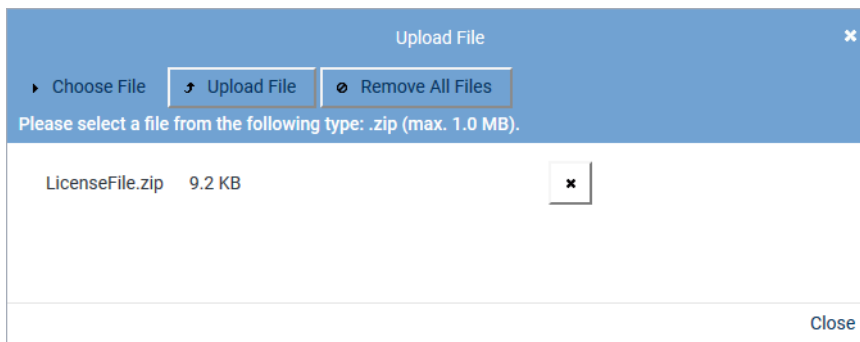 Upload File
Choose File Upload File Remove All Files
Please select a file from the following type: .zip (max. 1.0 MB).
LicenseFile.zip 9.2 KB
Close